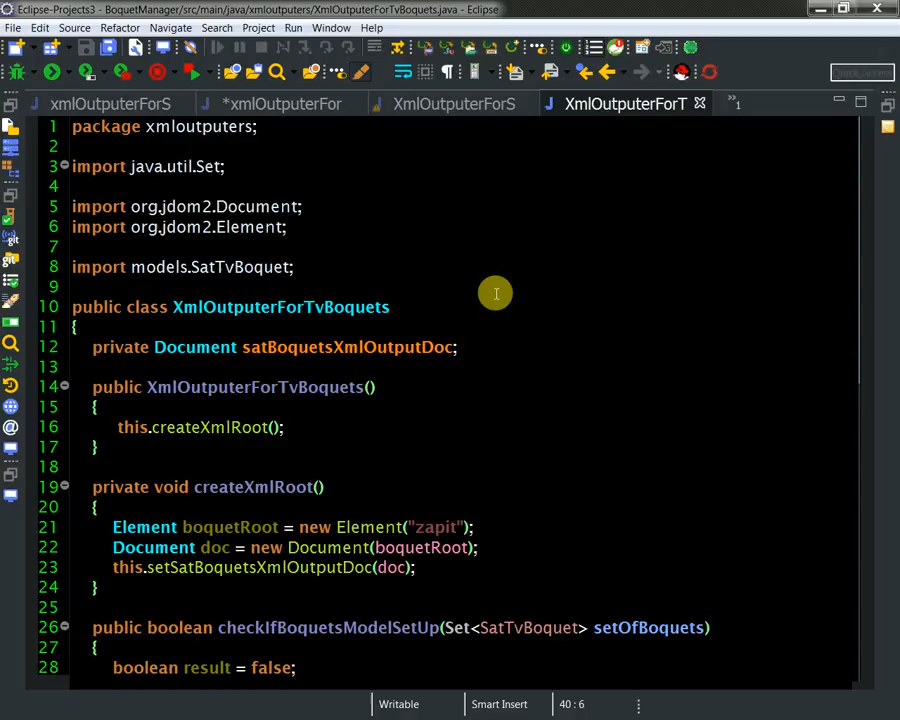 Eclipse-Projects3 - BoquetManager/src/main/java/xmloutputers/XmlOutputerForTvBoquets.java - Eclipse
File Edit Source Refactor Navigate Search Project Run Window Help
Quick Access
xmlOutputerForS *xmlOutputerFor XmlOutputerForS XmlOutputerForT »1
1 package xmloutputers;
2
3 import java.util.Set;
4
5 import org.jdom2.Document;
6 import org.jdom2.Element;
7
8 import models.SatTvBoquet;
9
10 public class XmlOutputerForTvBoquets
11 {
12 private Document satBoquetsXmlOutputDoc;
13
14 public XmlOutputerForTvBoquets()
15 {
16 this.createXmlRoot();
17 }
18
19 private void createXmlRoot()
20 {
21 Element boquetRoot = new Element("zapit");
22 Document doc = new Document(boquetRoot);
23 this.setSatBoquetsXmlOutputDoc(doc);
24 }
25
26 public boolean checkIfBoquetsModelSetUp(Set<SatTvBoquet> setOfBoquets)
27 {
28 boolean result = false;
Writable Smart Insert 40 : 6